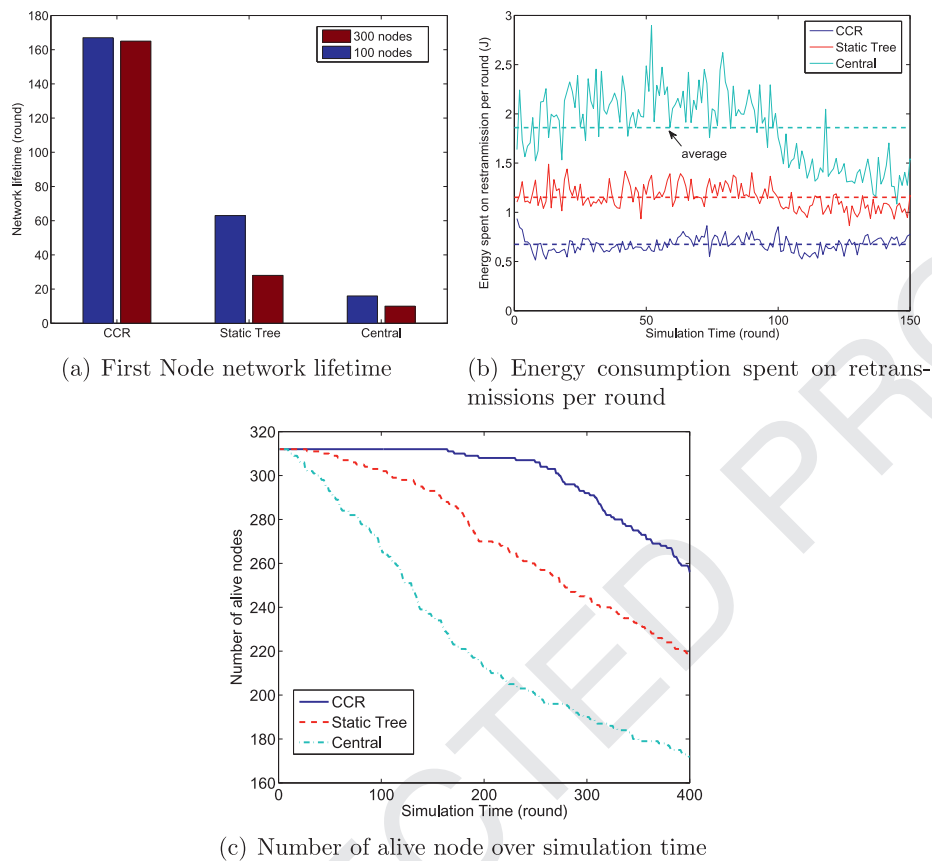 180
160
140
120
100
80
60
40
20
0
Network lifetime (round)
300 nodes
100 nodes
CCR
Static Tree
Central
(a) First Node network lifetime
3
2.5
2
1.5
1
0.5
0
Energy spent on restranmission per round (J)
CCR
Static Tree
Central
average
0
50
100
150
Simulation Time (round)
(b) Energy consumption spent on retrans-
missions per round
320
300
280
260
240
220
200
180
160
Number of alive nodes
CCR
Static Tree
Central
0
100
200
300
400
Simulation Time (round)
(c) Number of alive node over simulation time
ECTED PRO